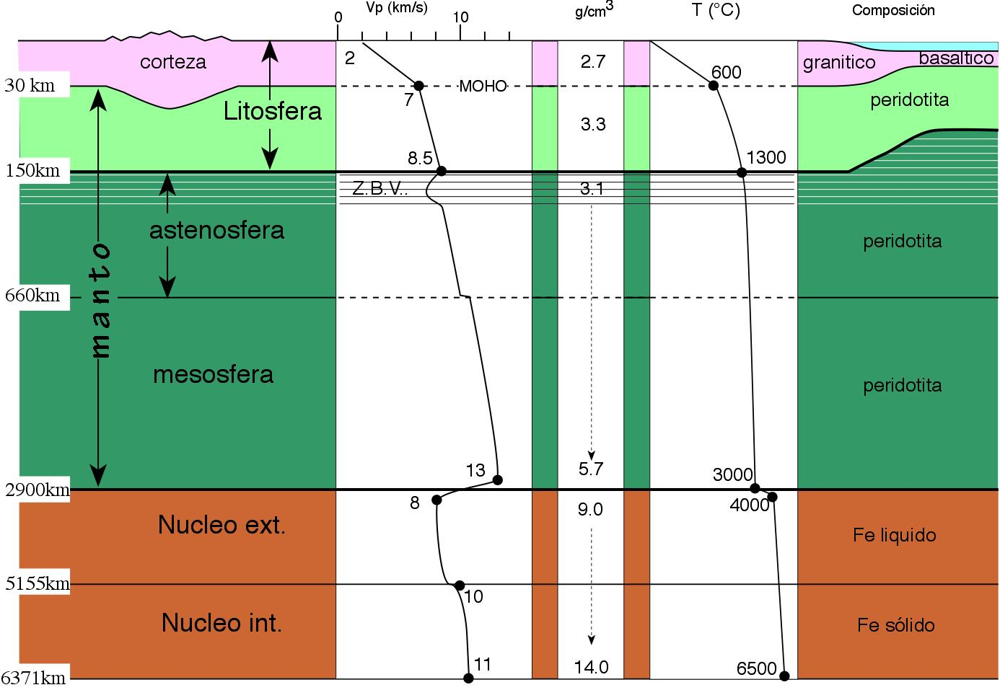 Vp (km/s)
g/cm3
T (°C)
Composición
0
10
corteza
2
2.7
granitico
basaltico
30 km
MOHO
600
7
Litosfera
3.3
peridotita
150km
8.5
1300
Z.B.V..
3.1
astenosfera
peridotita
manto
660km
mesosfera
peridotita
13
5.7
3000
2900km
8
9.0
4000
Nucleo ext.
Fe liquido
5155km
10
Nucleo int.
Fe sólido
11
14.0
6500
6371km